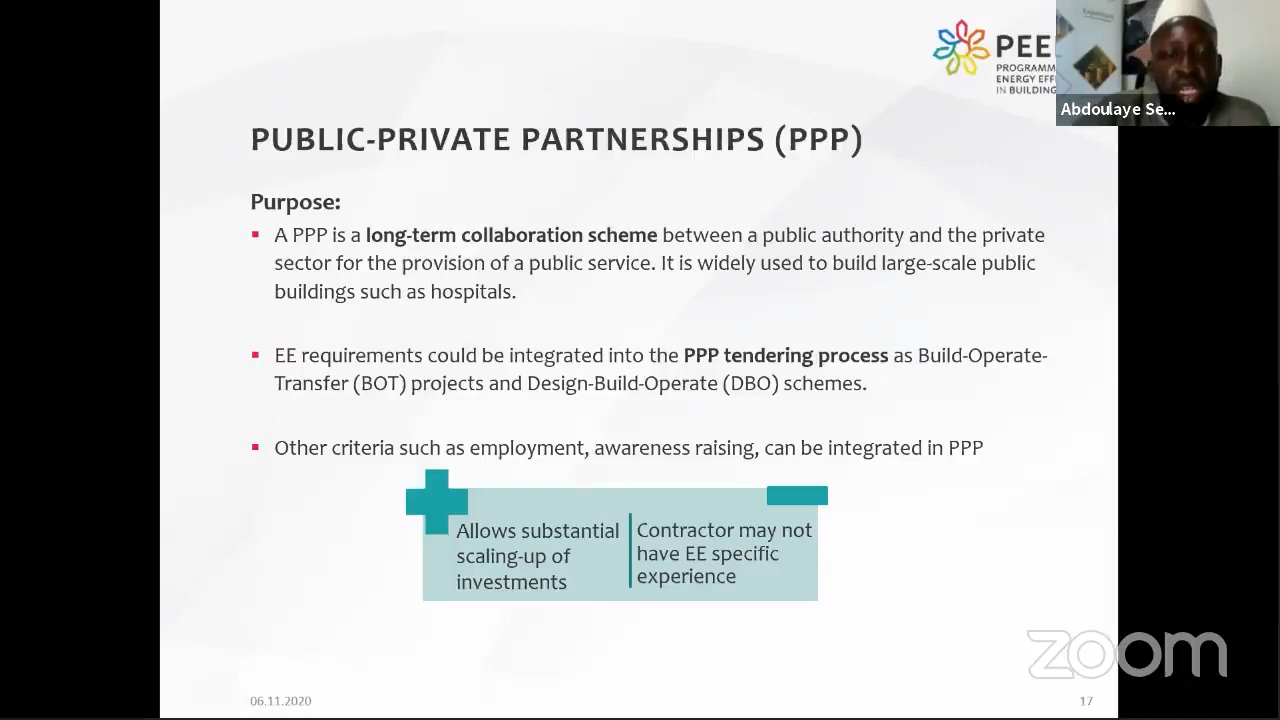 PEE
PROGRAMM
ENERGY EFF
IN BUILDING
Abdoulaye Se...
PUBLIC-PRIVATE PARTNERSHIPS (PPP)
Purpose:
▪ A PPP is a long-term collaboration scheme between a public authority and the private
sector for the provision of a public service. It is widely used to build large-scale public
buildings such as hospitals.
▪ EE requirements could be integrated into the PPP tendering process as Build-Operate-
Transfer (BOT) projects and Design-Build-Operate (DBO) schemes.
▪ Other criteria such as employment, awareness raising, can be integrated in PPP
Allows substantial
scaling-up of
investments
Contractor may not
have EE specific
experience
zoom
06.11.2020
17